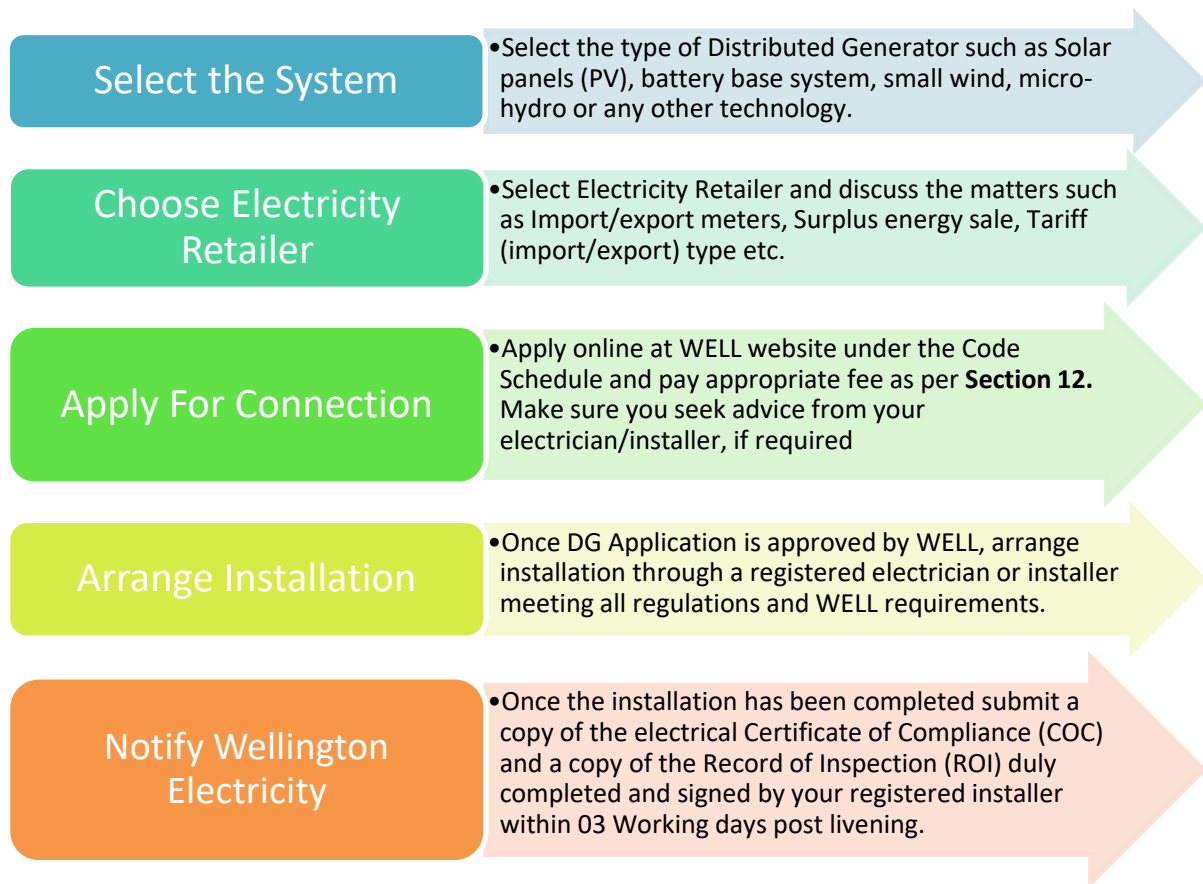 Select the System
•Select the type of Distributed Generator such as Solar
panels (PV), battery base system, small wind, micro-
hydro or any other technology.
Choose Electricity
Retailer
•Select Electricity Retailer and discuss the matters such
as Import/export meters, Surplus energy sale, Tariff
(import/export) type etc.
Apply For Connection
•Apply online at WELL website under the Code
Schedule and pay appropriate fee as per Section 12.
Make sure you seek advice from your
electrician/installer, if required
Arrange Installation
•Once DG Application is approved by WELL, arrange
installation through a registered electrician or installer
meeting all regulations and WELL requirements.
Notify Wellington
Electricity
•Once the installation has been completed submit a
copy of the electrical Certificate of Compliance (COC)
and a copy of the Record of Inspection (ROI) duly
completed and signed by your registered installer
within 03 Working days post livening.